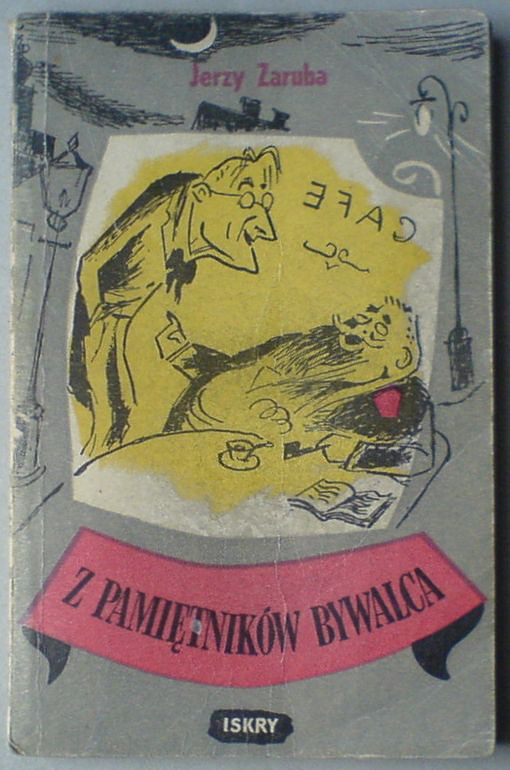 Jerzy Zaruba
CAFE
Z PAMIĘTNIKÓW BYWALCA
ISKRY